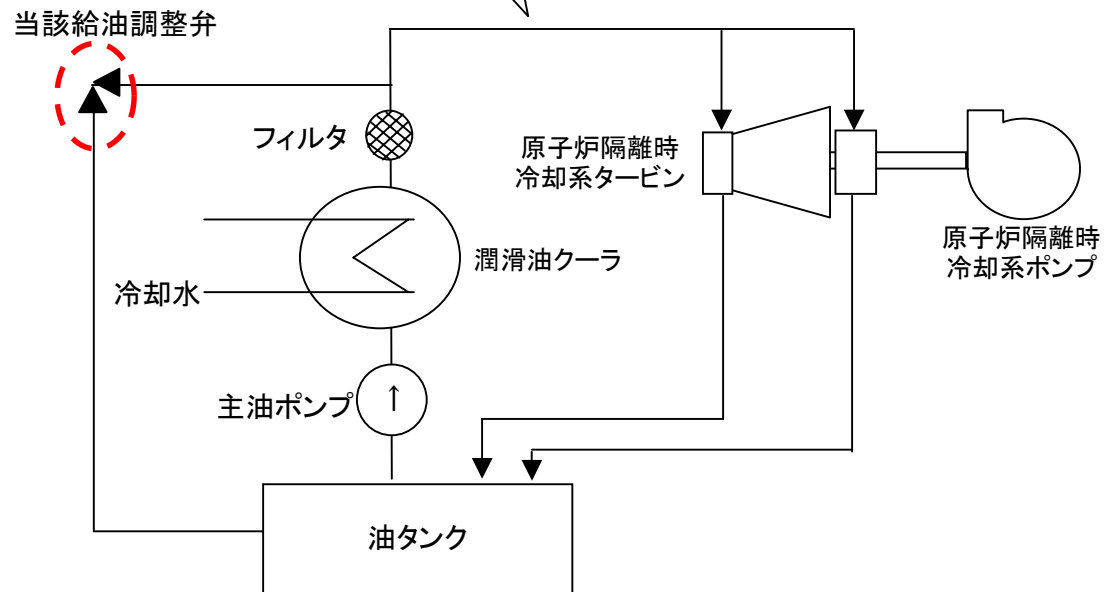 当該給油調整弁
フィルタ
原子炉隔離時
冷却系タービン
原子炉隔離時
冷却系ポンプ
潤滑油クーラ
冷却水
主油ポンプ
↑
油タンク